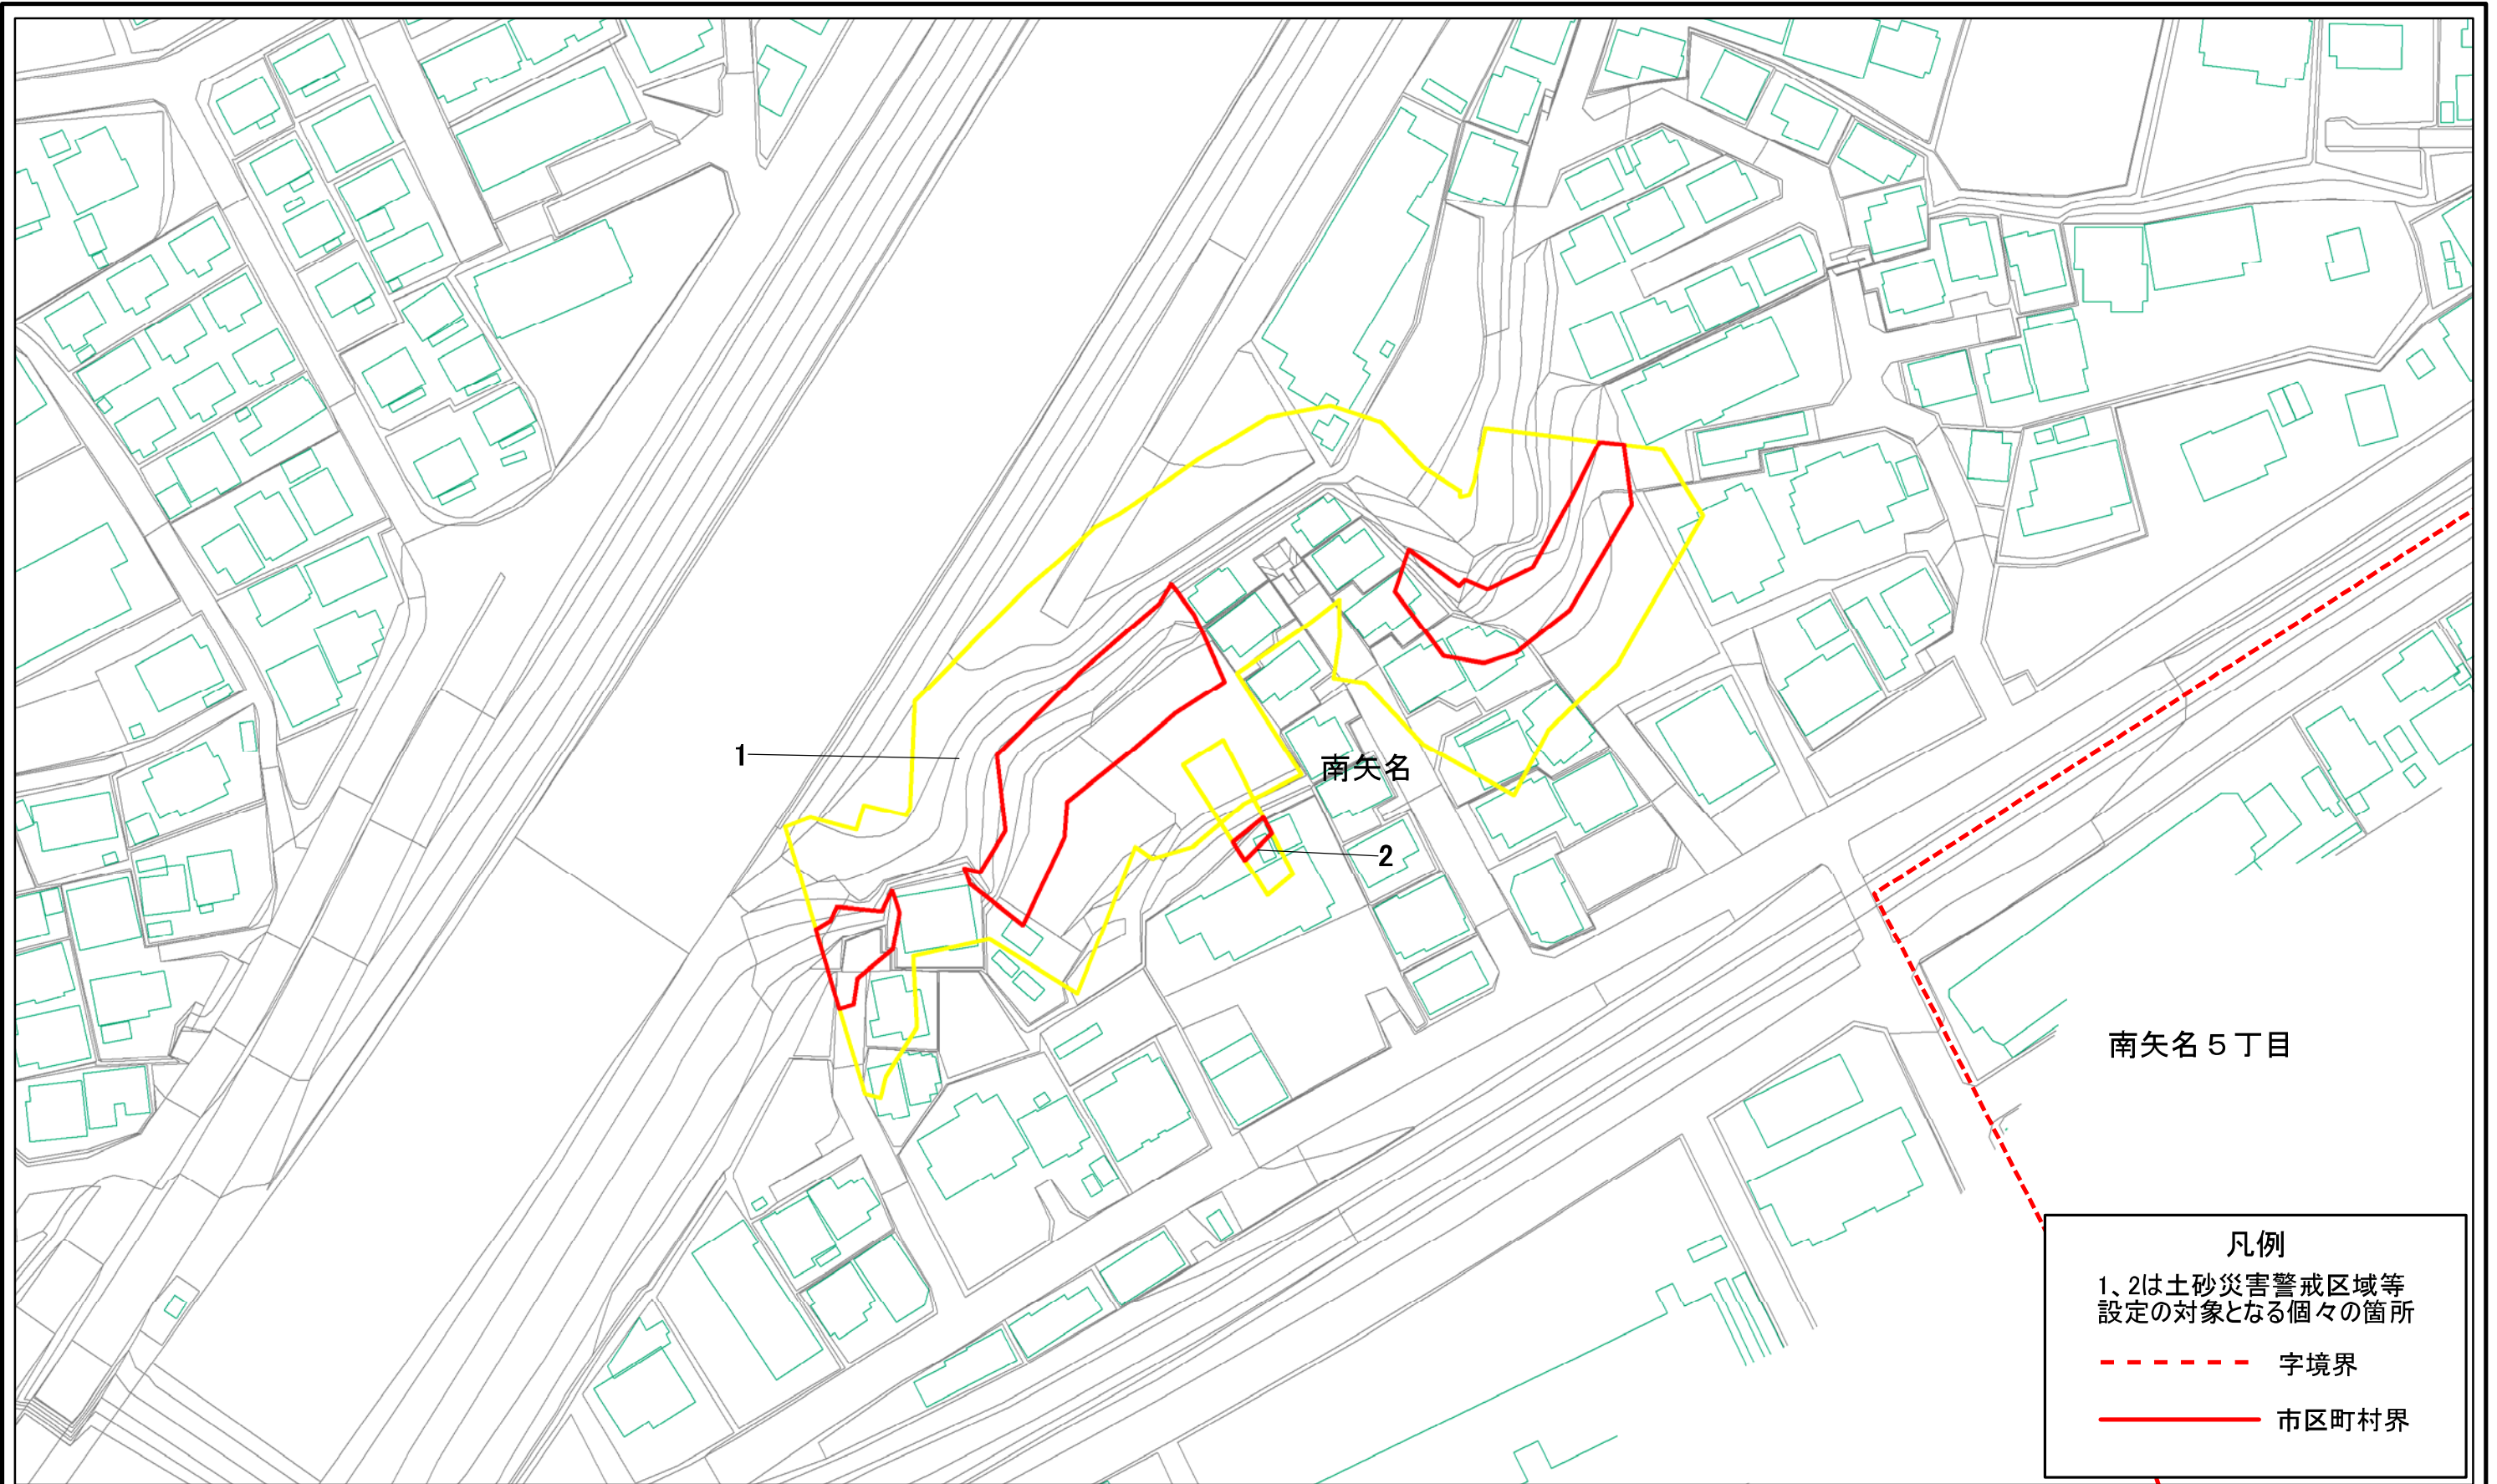 1
南矢名
2
南矢名５丁目
凡例
1、2は土砂災害警戒区域等
設定の対象となる個々の箇所
字境界
市区町村界